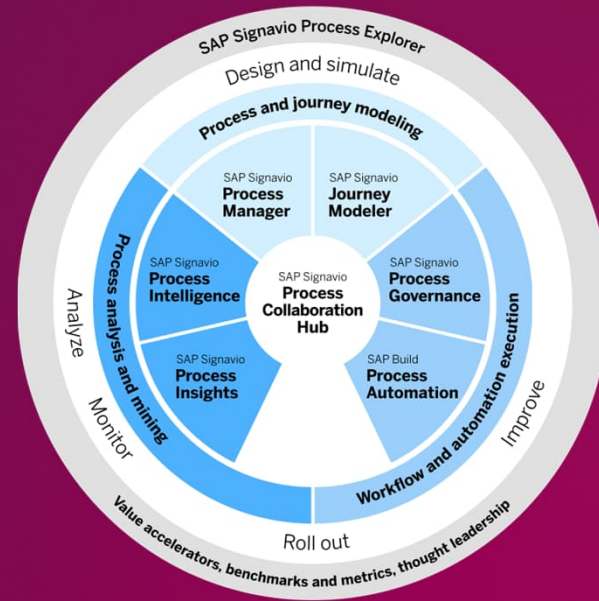 SAP Signavio Process Explorer
Design and simulate
Process and journey modeling
SAP Signavio
Process
Manager
SAP Signavio
Journey
Modeler
Process analysis and mining
SAP Signavio
Process
Intelligence
SAP Signavio
Process
Collaboration
Hub
SAP Signavio
Process
Governance
SAP Signavio
Process
Insights
SAP Build
Process
Automation
Workflow and automation execution
Analyze
Monitor
Improve
Roll out
Value accelerators, benchmarks and metrics, thought leadership